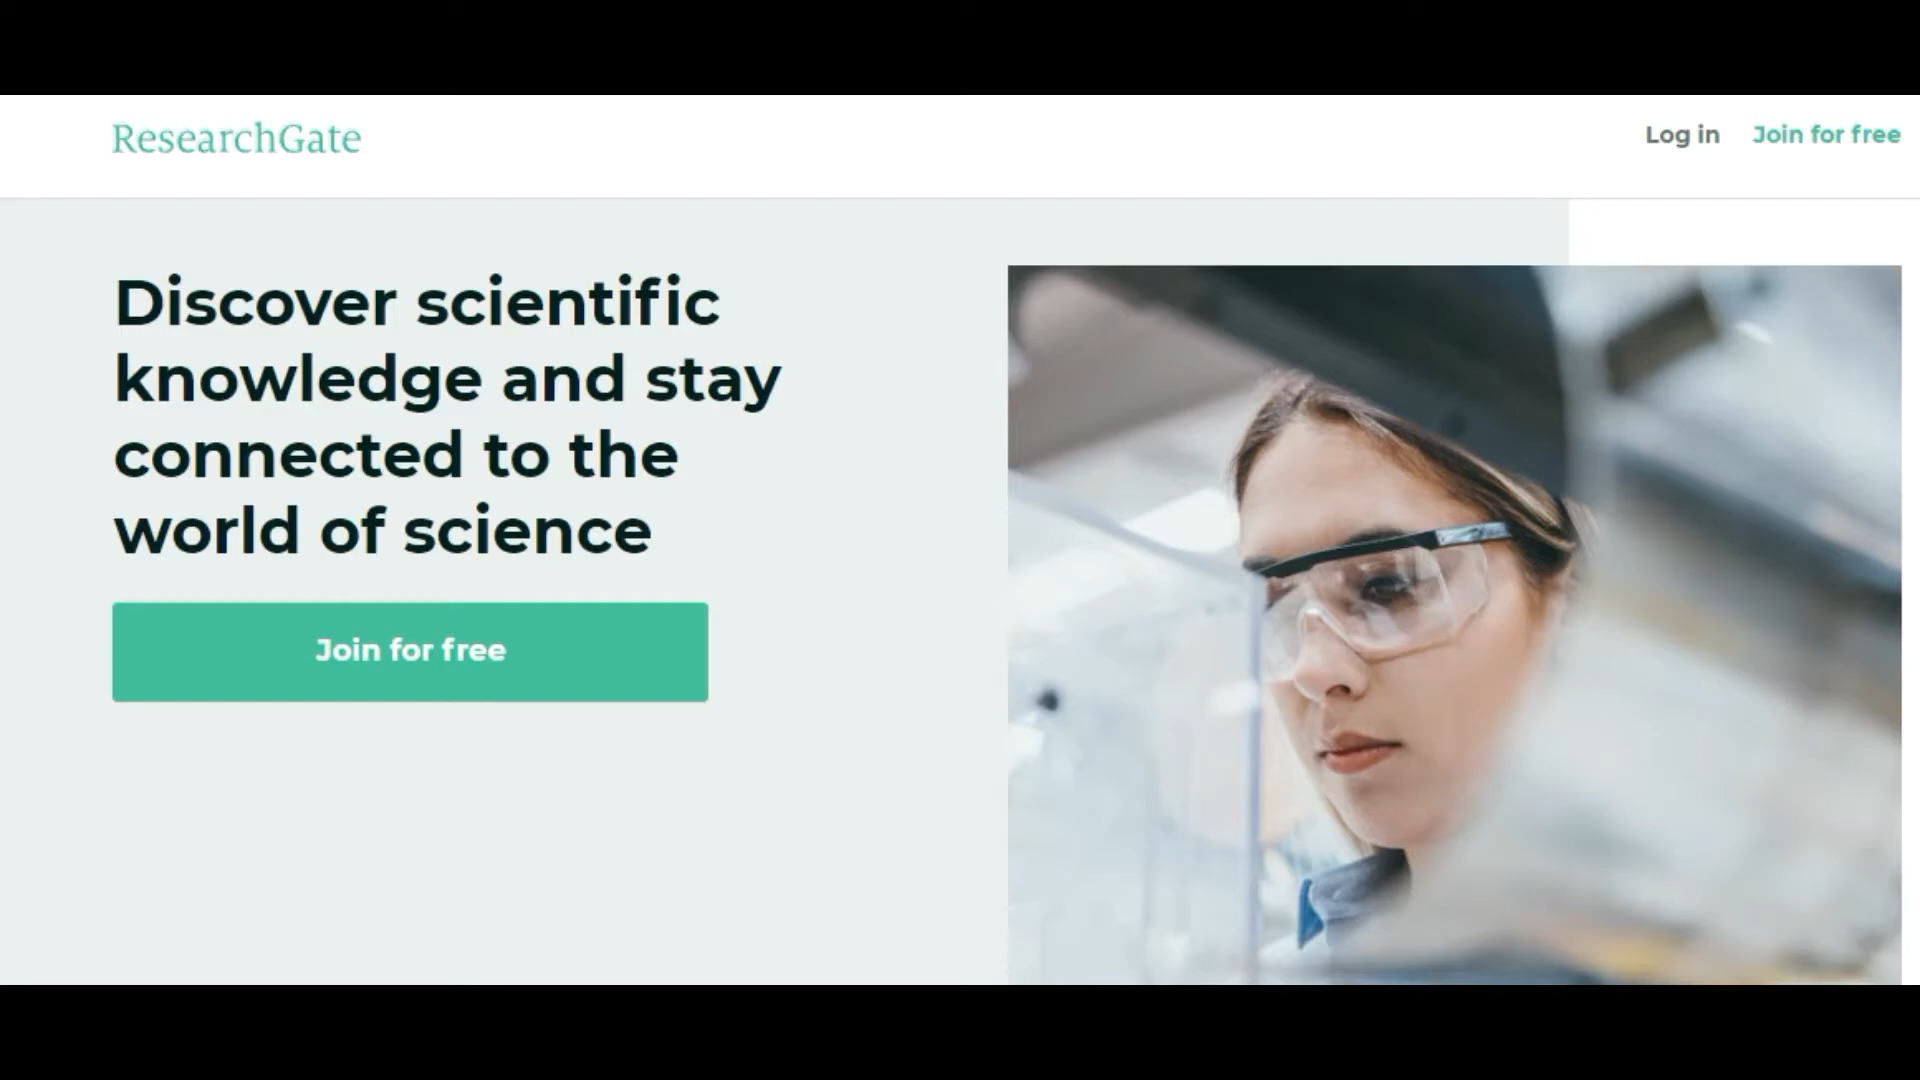 ResearchGate
Log in
Join for free
Discover scientific
knowledge and stay
connected to the
world of science
Join for free